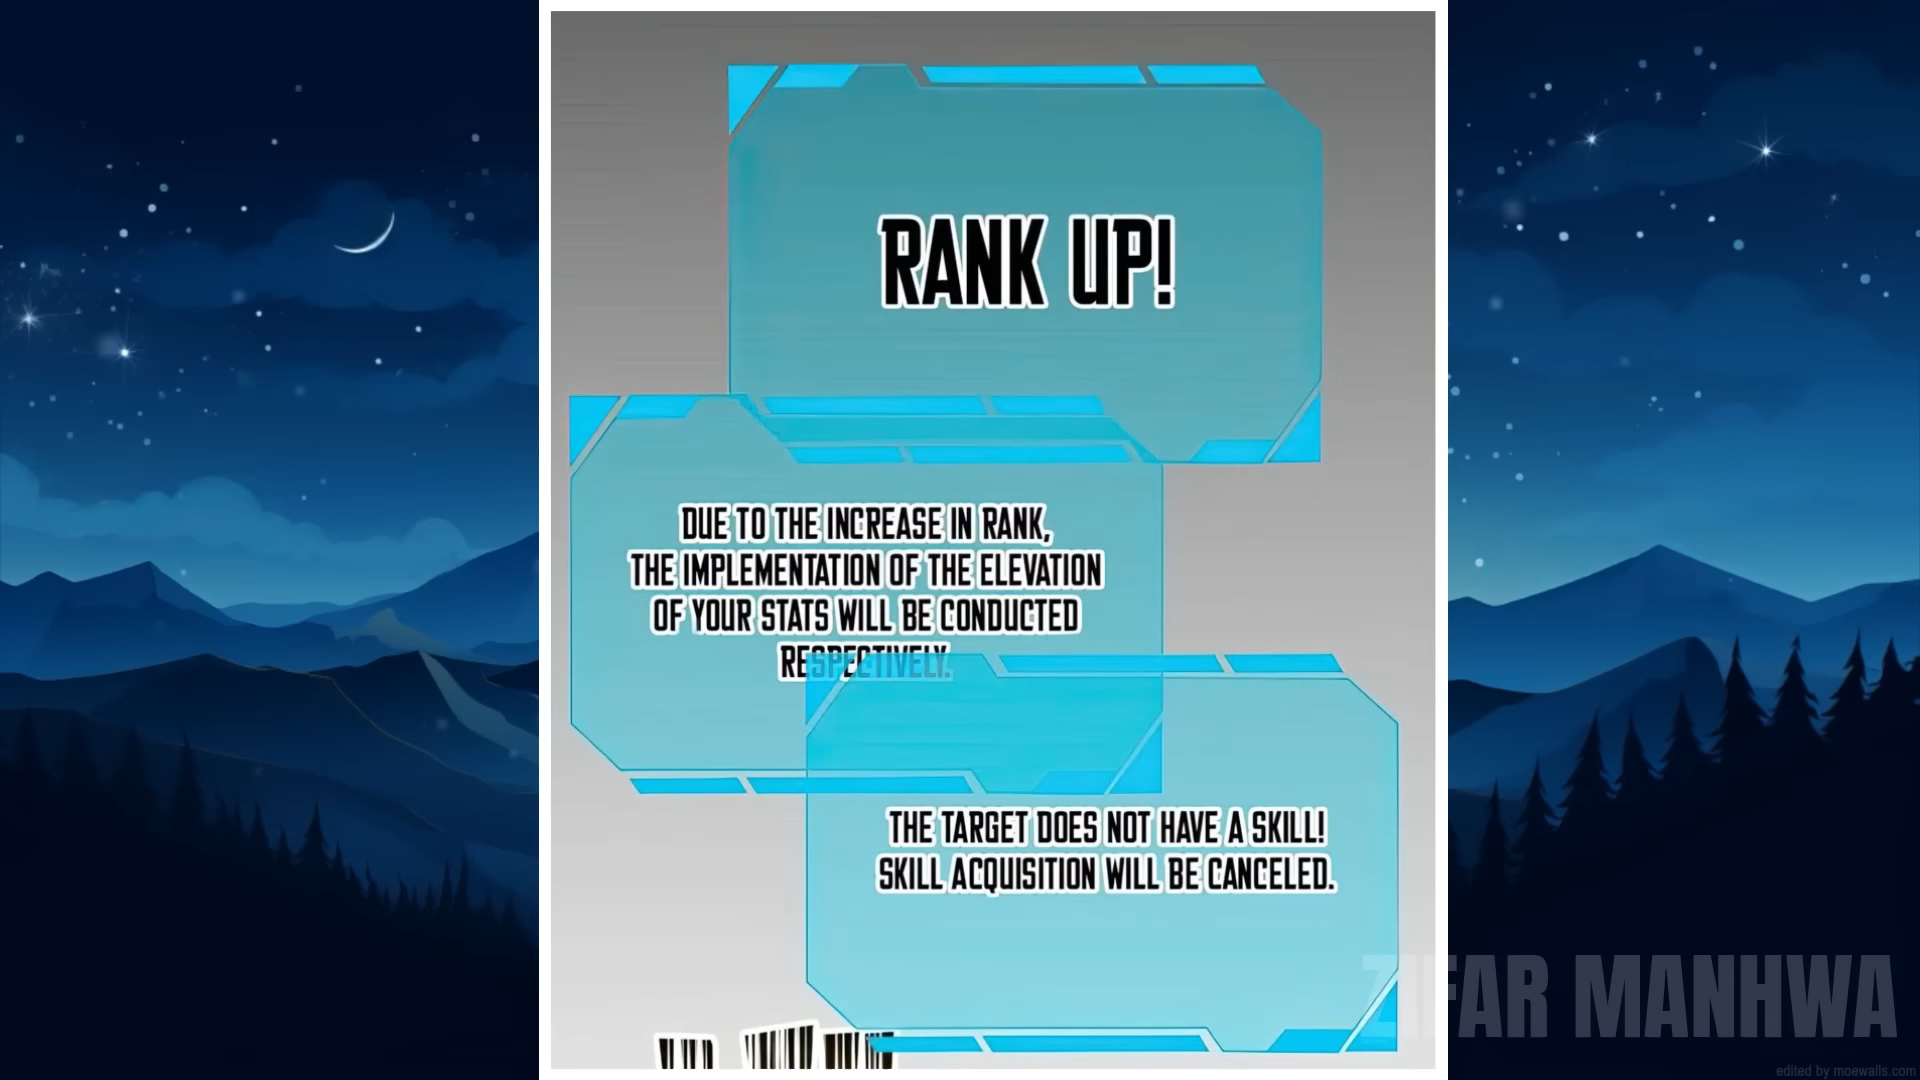 RANK UP!
DUE TO THE INCREASE IN RANK,
THE IMPLEMENTATION OF THE ELEVATION
OF YOUR STATS WILL BE CONDUCTED
RESPECTIVELY.
THE TARGET DOES NOT HAVE A SKILL!
SKILL ACQUISITION WILL BE CANCELED.
ZIFAR MANHWA
edited by moewalls.com